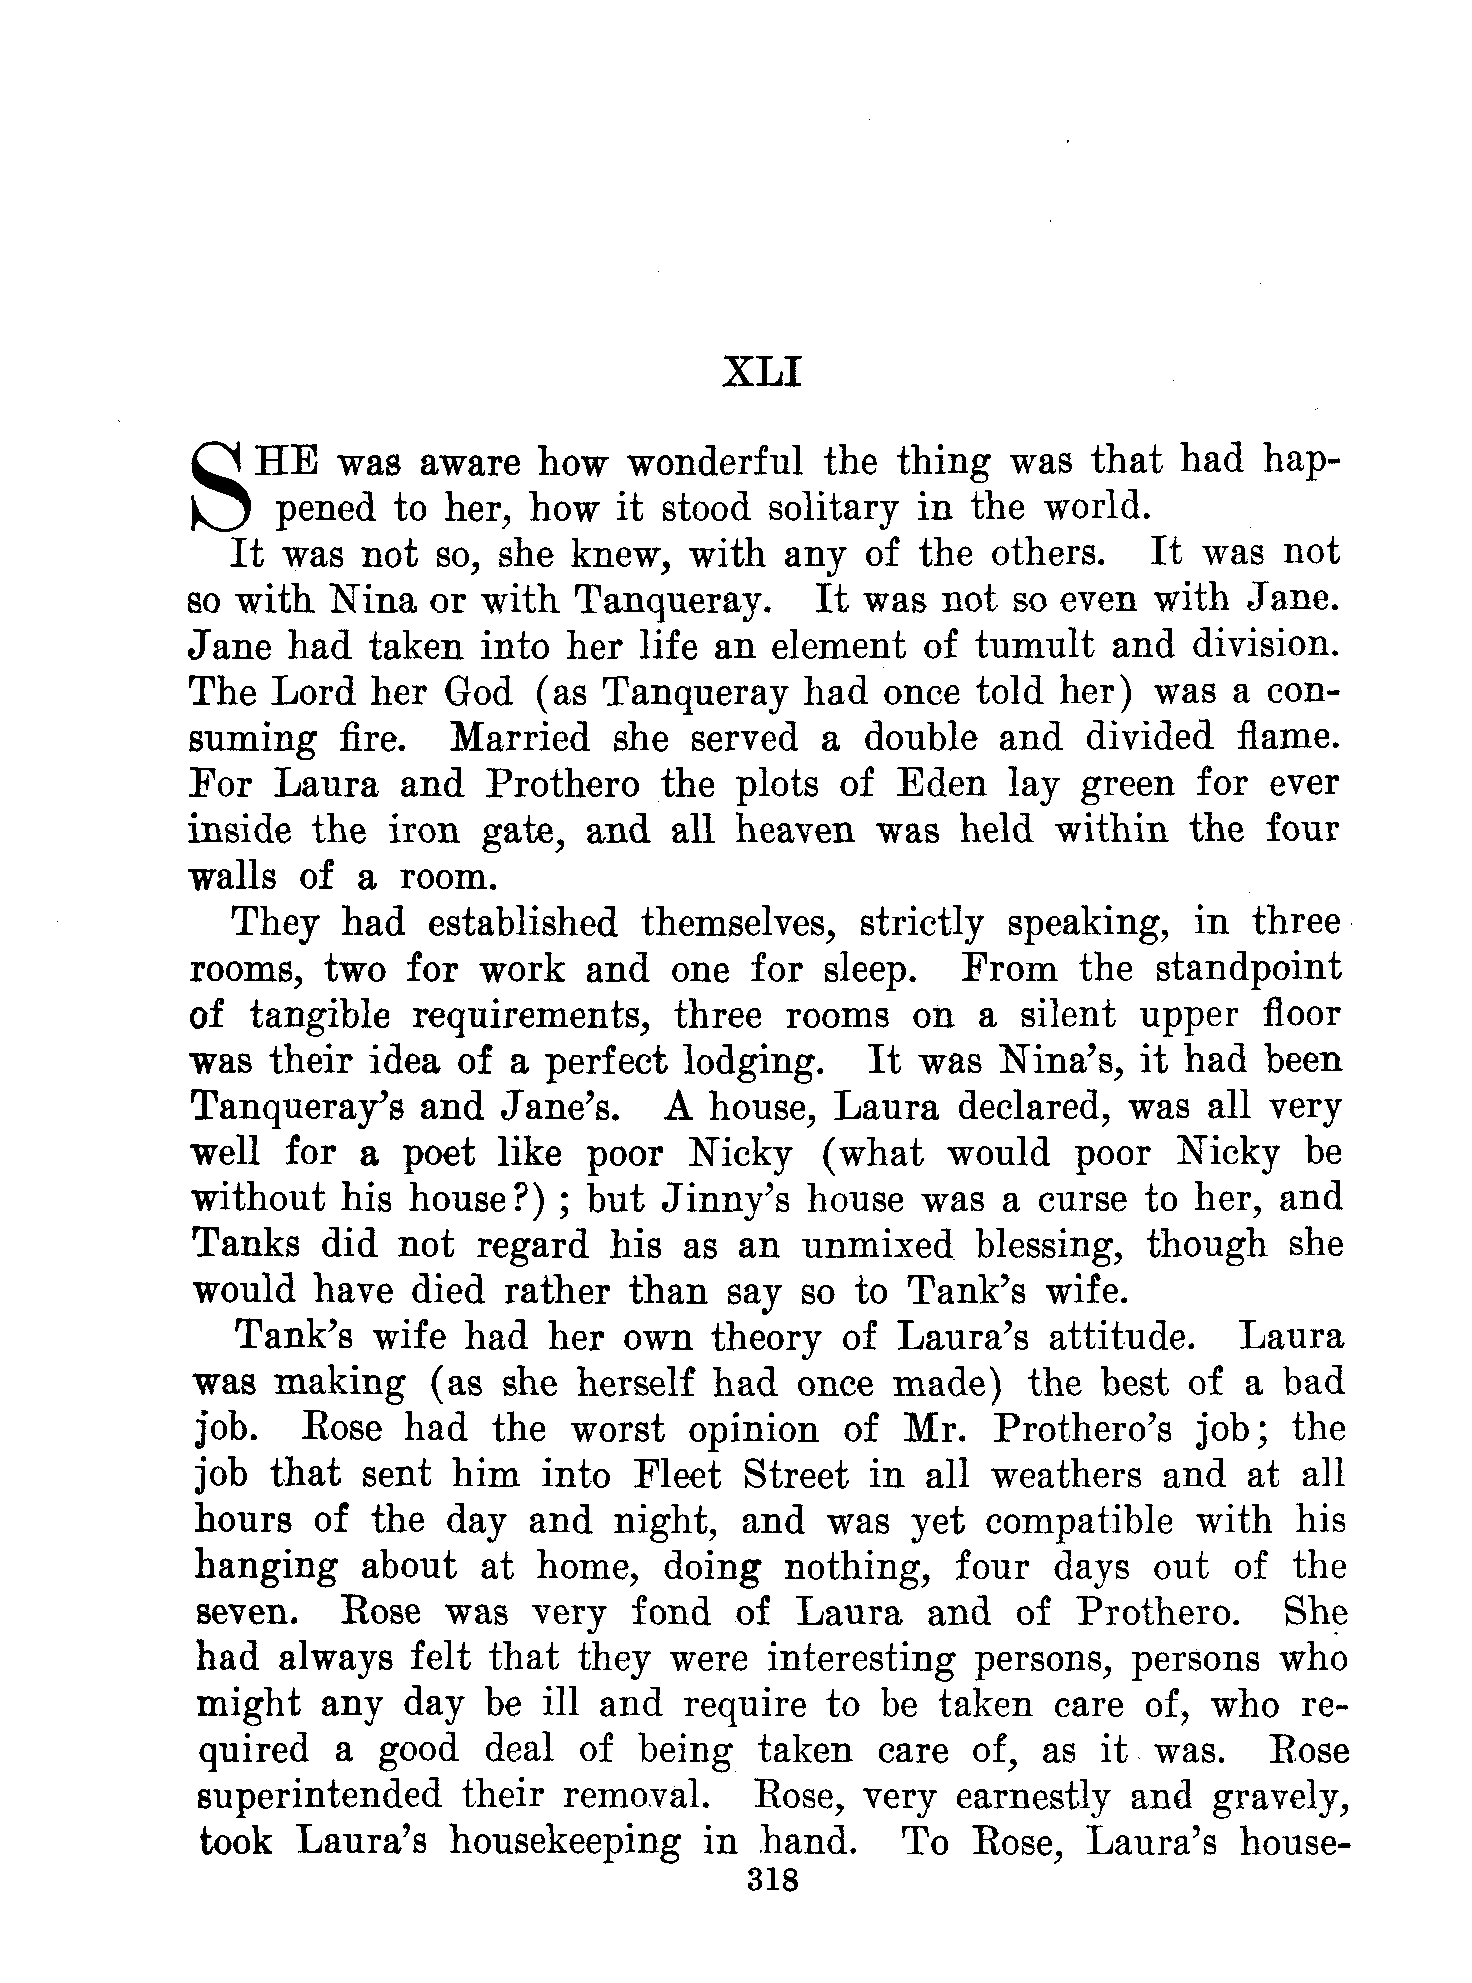 XLI
SHE was aware how wonderful the thing was that had hap-
pened to her, how it stood solitary in the world.
It was not so, she knew, with any of the others. It was not
so with Nina or with Tanqueray. It was not so even with Jane.
Jane had taken into her life an element of tumult and division.
The Lord her God (as Tanqueray had once told her) was a con-
suming fire. Married she served a double and divided flame.
For Laura and Prothero the plots of Eden lay green for ever
inside the iron gate, and all heaven was held within the four
walls of a room.
They had established themselves, strictly speaking, in three
rooms, two for work and one for sleep. From the standpoint
of tangible requirements, three rooms on a silent upper floor
was their idea of a perfect lodging. It was Nina's, it had been
Tanqueray's and Jane's. A house, Laura declared, was all very
well for a poet like poor Nicky (what would poor Nicky be
without his house?) ; but Jinny's house was a curse to her, and
Tanks did not regard his as an unmixed blessing, though she
would have died rather than say so to Tank's wife.
Tank's wife had her own theory of Laura's attitude. Laura
was making (as she herself had once made) the best of a bad
job. Rose had the worst opinion of Mr. Prothero's job; the
job that sent him into Fleet Street in all weathers and at all
hours of the day and night, and was yet compatible with his
hanging about at home, doing nothing, four days out of the
seven. Rose was very fond of Laura and of Prothero. She
had always felt that they were interesting persons, persons who
might any day be ill and require to be taken care of, who re-
quired a good deal of being taken care of, as it was. Rose
superintended their removal. Rose, very earnestly and gravely,
took Laura's housekeeping in hand. To Rose, Laura's house-
318